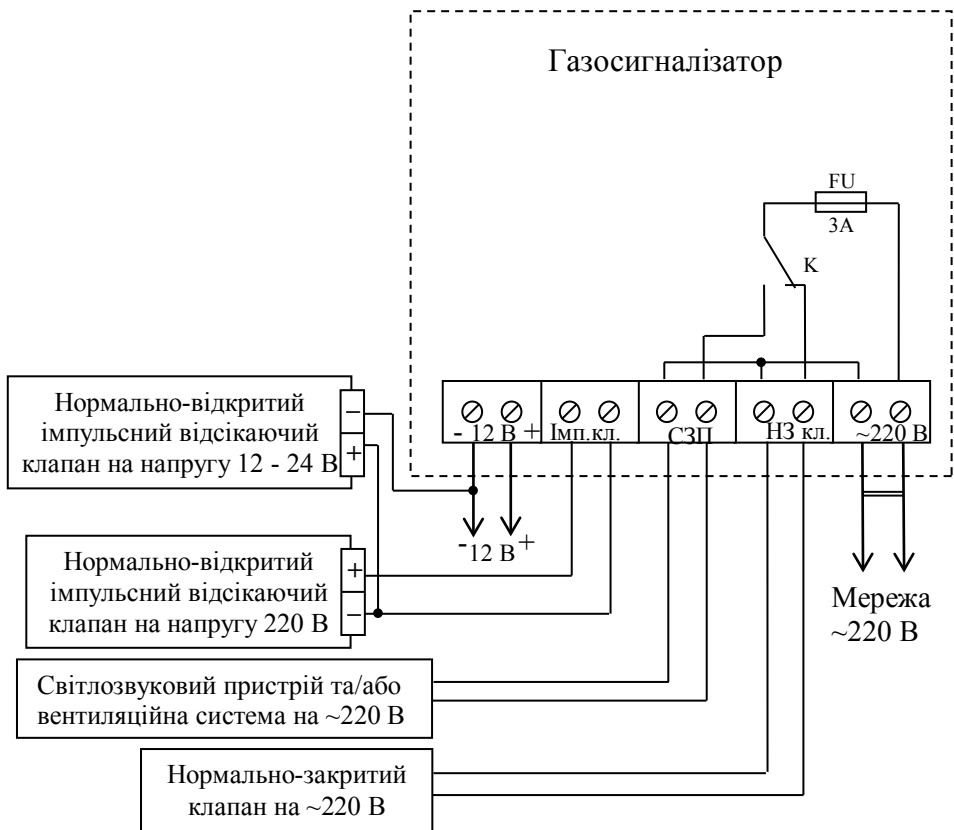 Газосигналізатор
FU
3А
К
- 12 В +
Імп.кл.
СЗП
НЗ кл.
~220 В
Нормально-відкритий
імпульсний відсікаючий
клапан на напругу 12 - 24 В
−
+
- 12 В +
Нормально-відкритий
імпульсний відсікаючий
клапан на напругу 220 В
+
−
Мережа
~220 В
Світлозвуковий пристрій та/або
вентиляційна система на ~220 В
Нормально-закритий
клапан на ~220 В